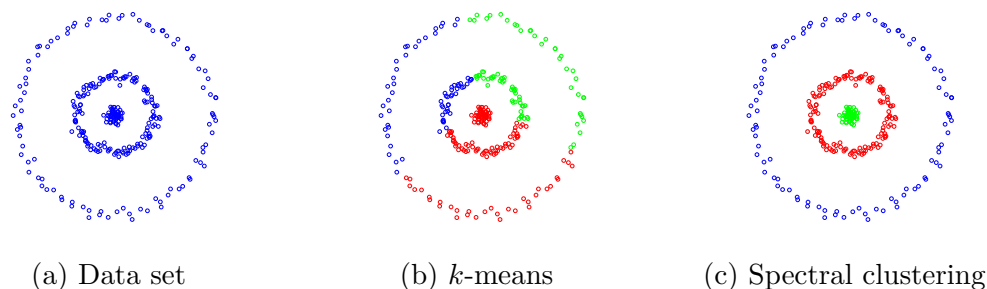 (a) Data set
(b) k-means
(c) Spectral clustering